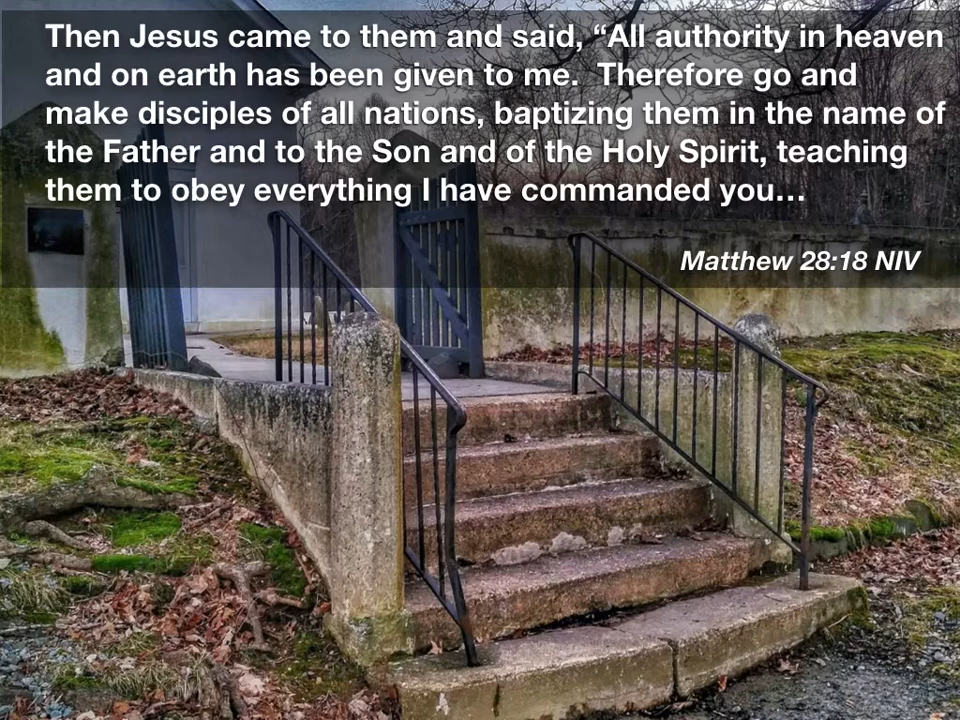 Then Jesus came to them and said, “All authority in heaven
and on earth has been given to me.  Therefore go and
make disciples of all nations, baptizing them in the name of
the Father and to the Son and of the Holy Spirit, teaching
them to obey everything I have commanded you…
Matthew 28:18 NIV